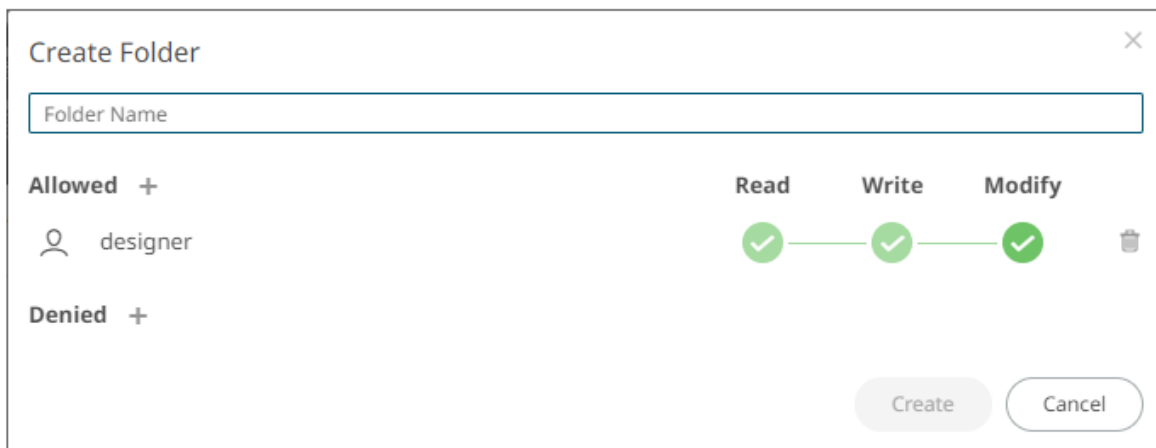 Create Folder
Folder Name
Allowed + Read Write Modify
designer
Denied +
Create Cancel